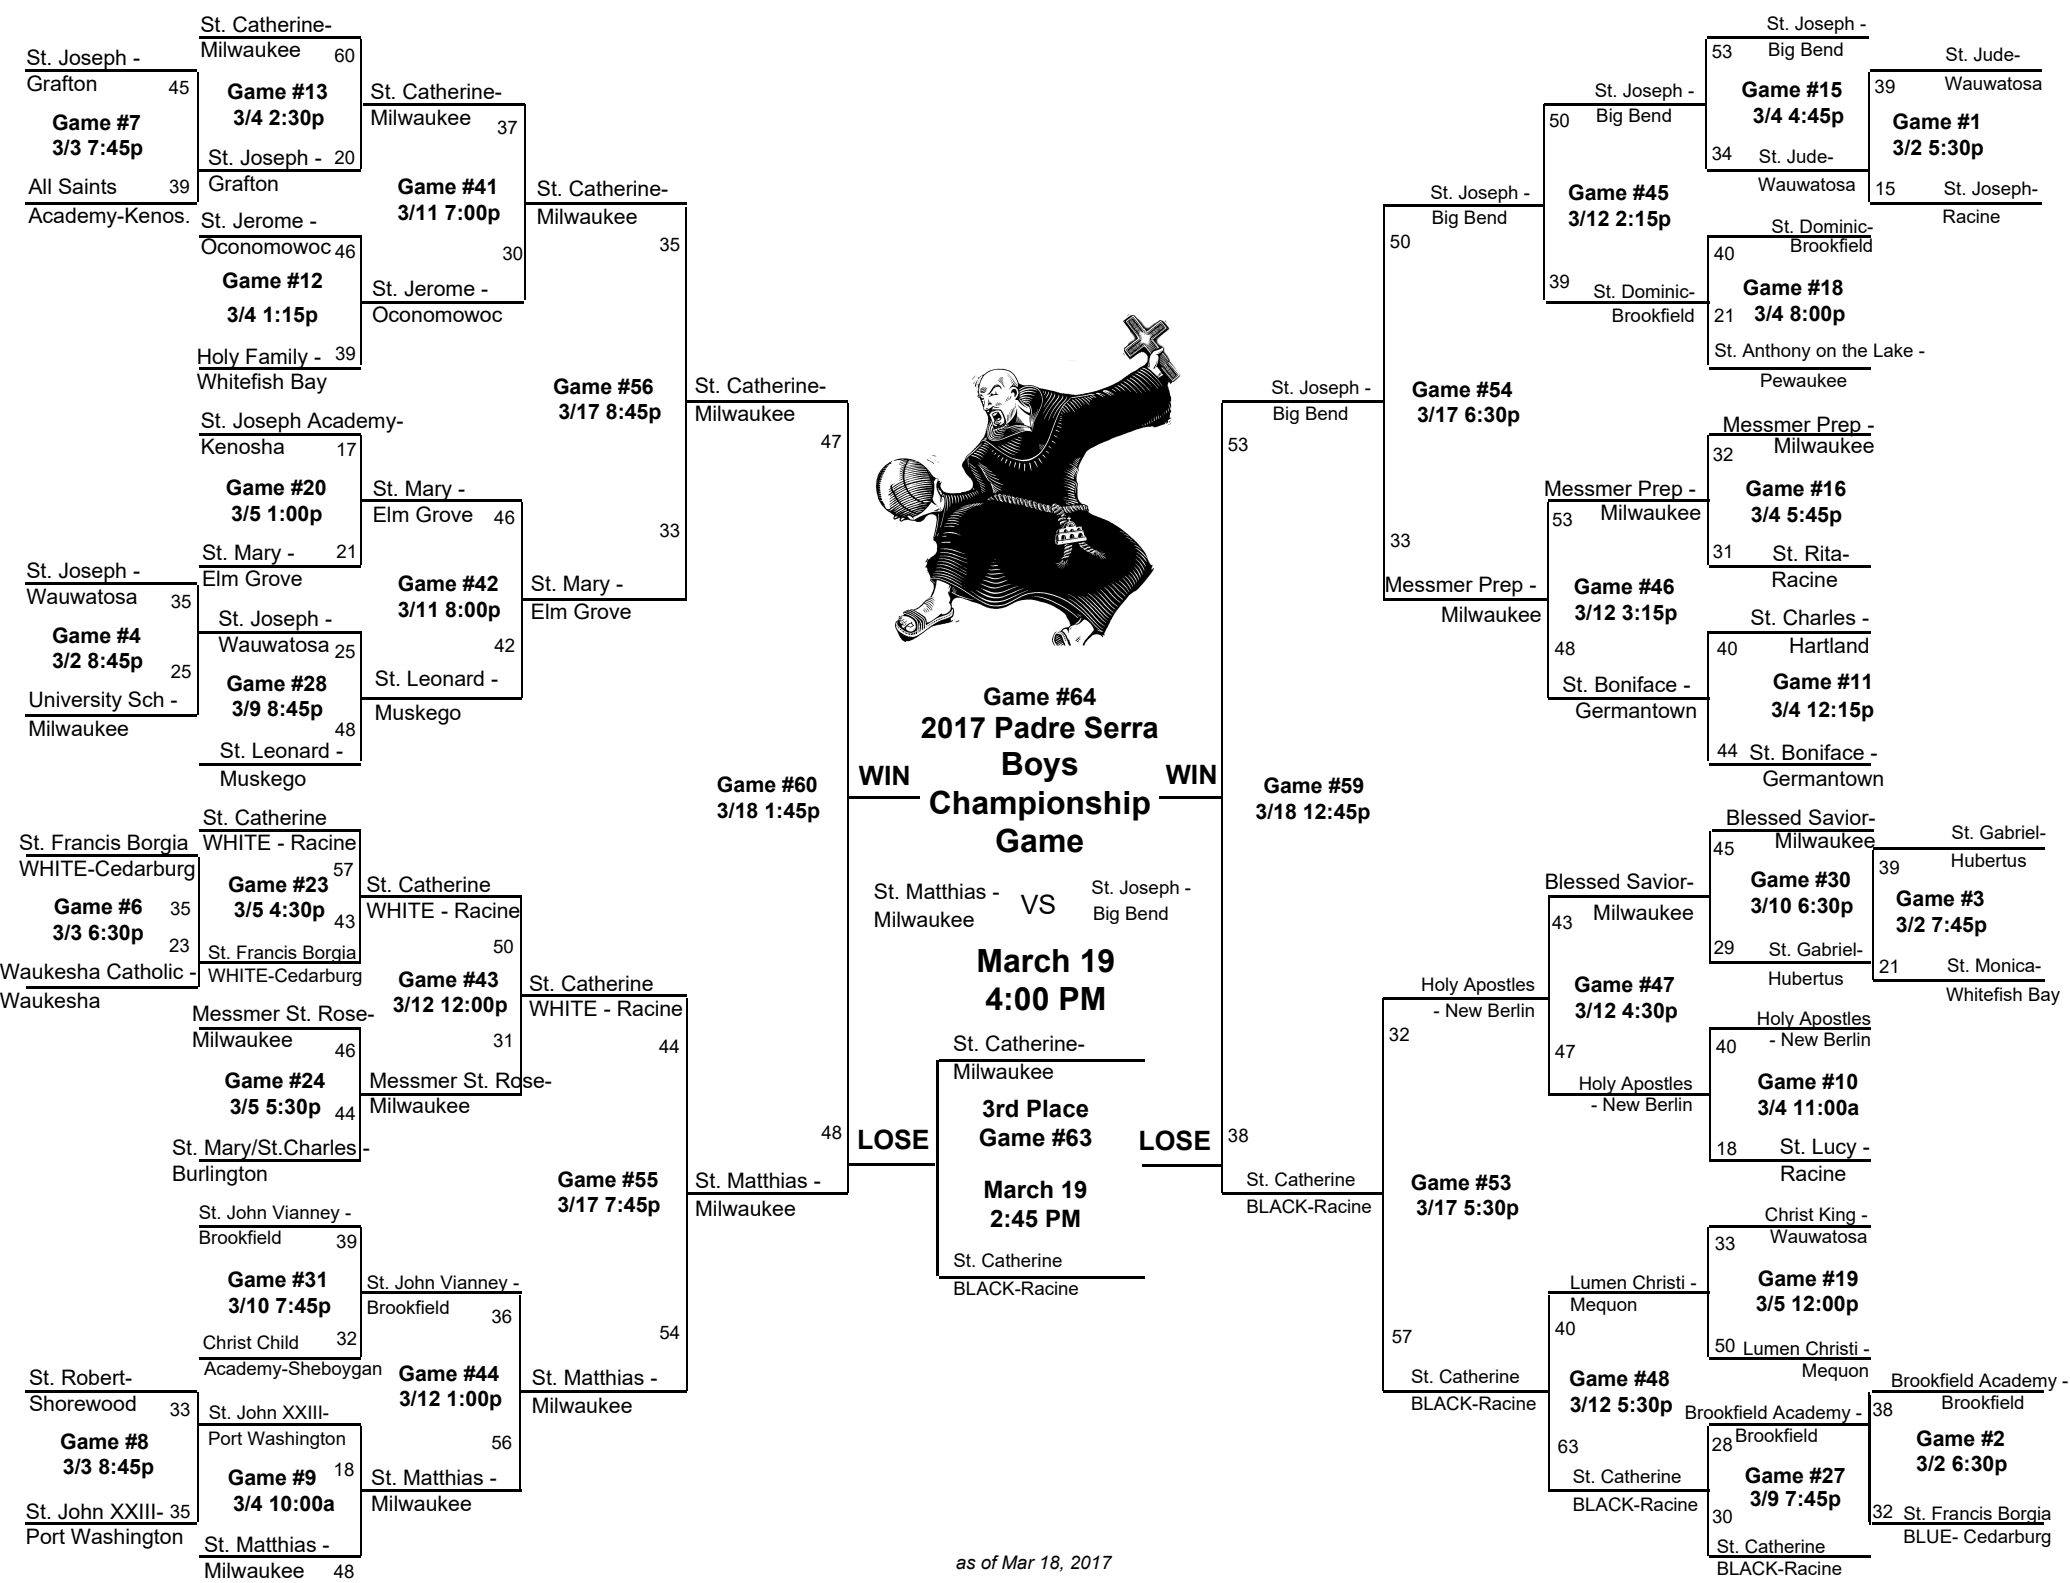 St. Catherine-
Milwaukee 60
St. Joseph -
Grafton 45
Game #13
3/4 2:30p
Game #7
3/3 7:45p
St. Joseph - 20
Grafton
All Saints 39
Academy-Kenos.
St. Catherine-
Milwaukee 37
Game #41
3/11 7:00p
30
St. Jerome -
Oconomowoc 46
Game #12
3/4 1:15p
Holy Family - 39
Whitefish Bay
St. Jerome -
Oconomowoc
St. Catherine-
Milwaukee
35
Game #56
3/17 8:45p
33
St. Joseph Academy-
Kenosha 17
Game #20
3/5 1:00p
St. Mary - 21
Elm Grove
St. Mary -
Elm Grove 46
Game #42
3/11 8:00p
42
St. Joseph -
Wauwatosa 35
Game #4
3/2 8:45p
25
University Sch -
Milwaukee
St. Joseph -
Wauwatosa 25
Game #28
3/9 8:45p
48
St. Leonard -
Muskego
St. Leonard -
Muskego
St. Mary -
Elm Grove
St. Catherine-
Milwaukee
47
Game #60
3/18 1:45p
48
St. Catherine
WHITE - Racine
57
St. Francis Borgia
WHITE-Cedarburg
Game #6 35
3/3 6:30p
23
Waukesha Catholic -
Waukesha
Game #23
3/5 4:30p 43
St. Francis Borgia
WHITE-Cedarburg
St. Catherine
WHITE - Racine
50
Game #43
3/12 12:00p
31
Messmer St. Rose-
Milwaukee 46
Game #24
3/5 5:30p 44
St. Mary/St.Charles -
Burlington
Messmer St. Rose-
Milwaukee
St. Catherine
WHITE - Racine
44
Game #55
3/17 7:45p
54
St. Matthias -
Milwaukee
St. John Vianney -
Brookfield 39
Game #31
3/10 7:45p
Christ Child 32
Academy-Sheboygan
St. John Vianney -
Brookfield 36
Game #44
3/12 1:00p
56
St. Robert-
Shorewood 33
Game #8
3/3 8:45p
St. John XXIII- 35
Port Washington
St. John XXIII-
Port Washington
Game #9 18
3/4 10:00a
St. Matthias -
Milwaukee 48
St. Matthias -
Milwaukee
St. Matthias -
Milwaukee
Game #64
2017 Padre Serra
Boys
Championship
Game
WIN
WIN
St. Matthias -
Milwaukee
VS
St. Joseph -
Big Bend
March 19
4:00 PM
LOSE
LOSE
St. Catherine-
Milwaukee
3rd Place
Game #63
March 19
2:45 PM
St. Catherine
BLACK-Racine
as of Mar 18, 2017
St. Joseph -
53 Big Bend
Game #15
3/4 4:45p
34 St. Jude-
Wauwatosa
St. Jude-
Wauwatosa
39
Game #1
3/2 5:30p
15 St. Joseph-
Racine
St. Joseph -
Big Bend
50
Game #45
3/12 2:15p
39 St. Dominic-
Brookfield
St. Dominic-
Brookfield
40
Game #18
21 3/4 8:00p
St. Anthony on the Lake -
Pewaukee
St. Joseph -
Big Bend
50
Game #54
3/17 6:30p
33
Messmer Prep -
Milwaukee
St. Joseph -
Big Bend
53
Messmer Prep -
Milwaukee
32
Game #16
3/4 5:45p
31 St. Rita-
Racine
Messmer Prep -
Milwaukee
53
Game #46
3/12 3:15p
48
St. Boniface -
Germantown
St. Charles -
Hartland
40
Game #11
3/4 12:15p
44 St. Boniface -
Germantown
Game #59
3/18 12:45p
38
St. Catherine
BLACK-Racine
Blessed Savior-
Milwaukee
45
Game #30
3/10 6:30p
29 St. Gabriel-
Hubertus
St. Gabriel-
Hubertus
39
Game #3
3/2 7:45p
21 St. Monica-
Whitefish Bay
Blessed Savior-
Milwaukee
43
Game #47
3/12 4:30p
47
Holy Apostles
- New Berlin
Holy Apostles
- New Berlin
40
Game #10
3/4 11:00a
18 St. Lucy -
Racine
Holy Apostles
- New Berlin
32
Game #53
3/17 5:30p
57
St. Catherine
BLACK-Racine
Christ King -
Wauwatosa
33
Game #19
3/5 12:00p
50 Lumen Christi -
Mequon
Lumen Christi -
Mequon
40
Game #48
3/12 5:30p
63
St. Catherine
BLACK-Racine
Brookfield Academy -
Brookfield
28
Game #27
3/9 7:45p
30
St. Catherine
BLACK-Racine
Brookfield Academy -
Brookfield
38
Game #2
3/2 6:30p
32 St. Francis Borgia
BLUE- Cedarburg